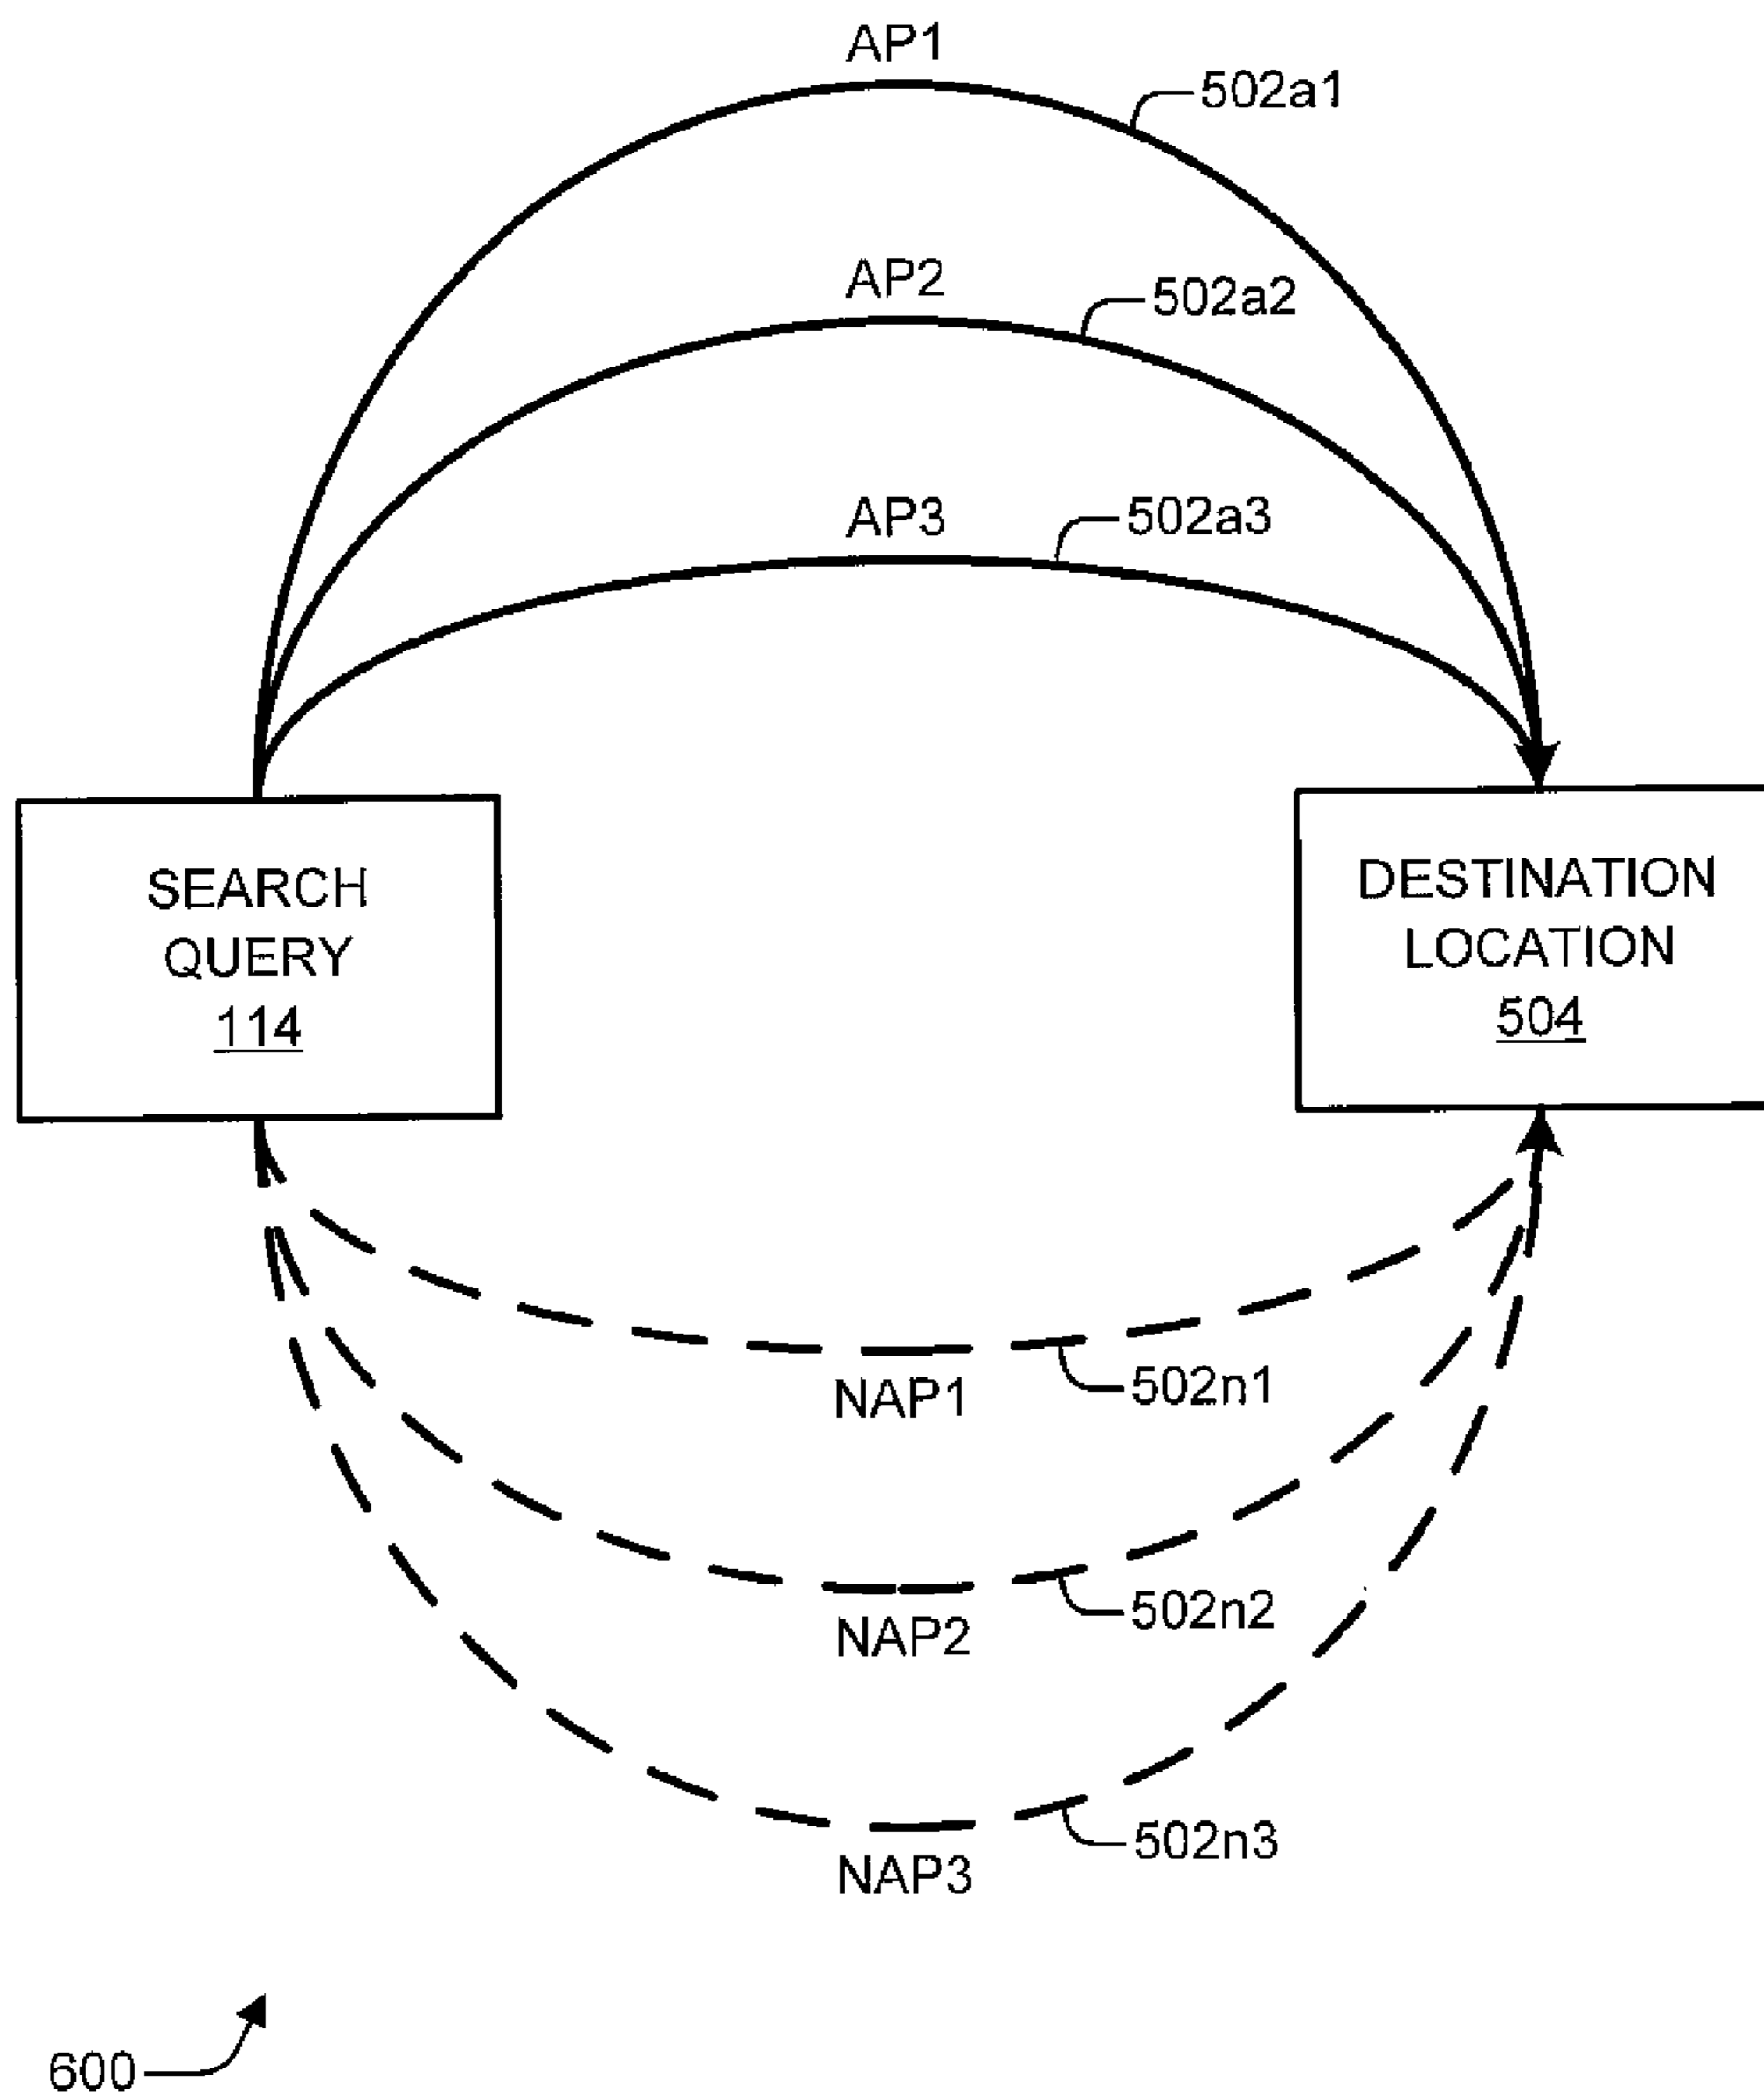 AP1
502a1
AP2
502a2
AP3
502a3
SEARCH
QUERY
114
DESTINATION
LOCATION
504
NAP1
502n1
NAP2
502n2
NAP3
502n3
600